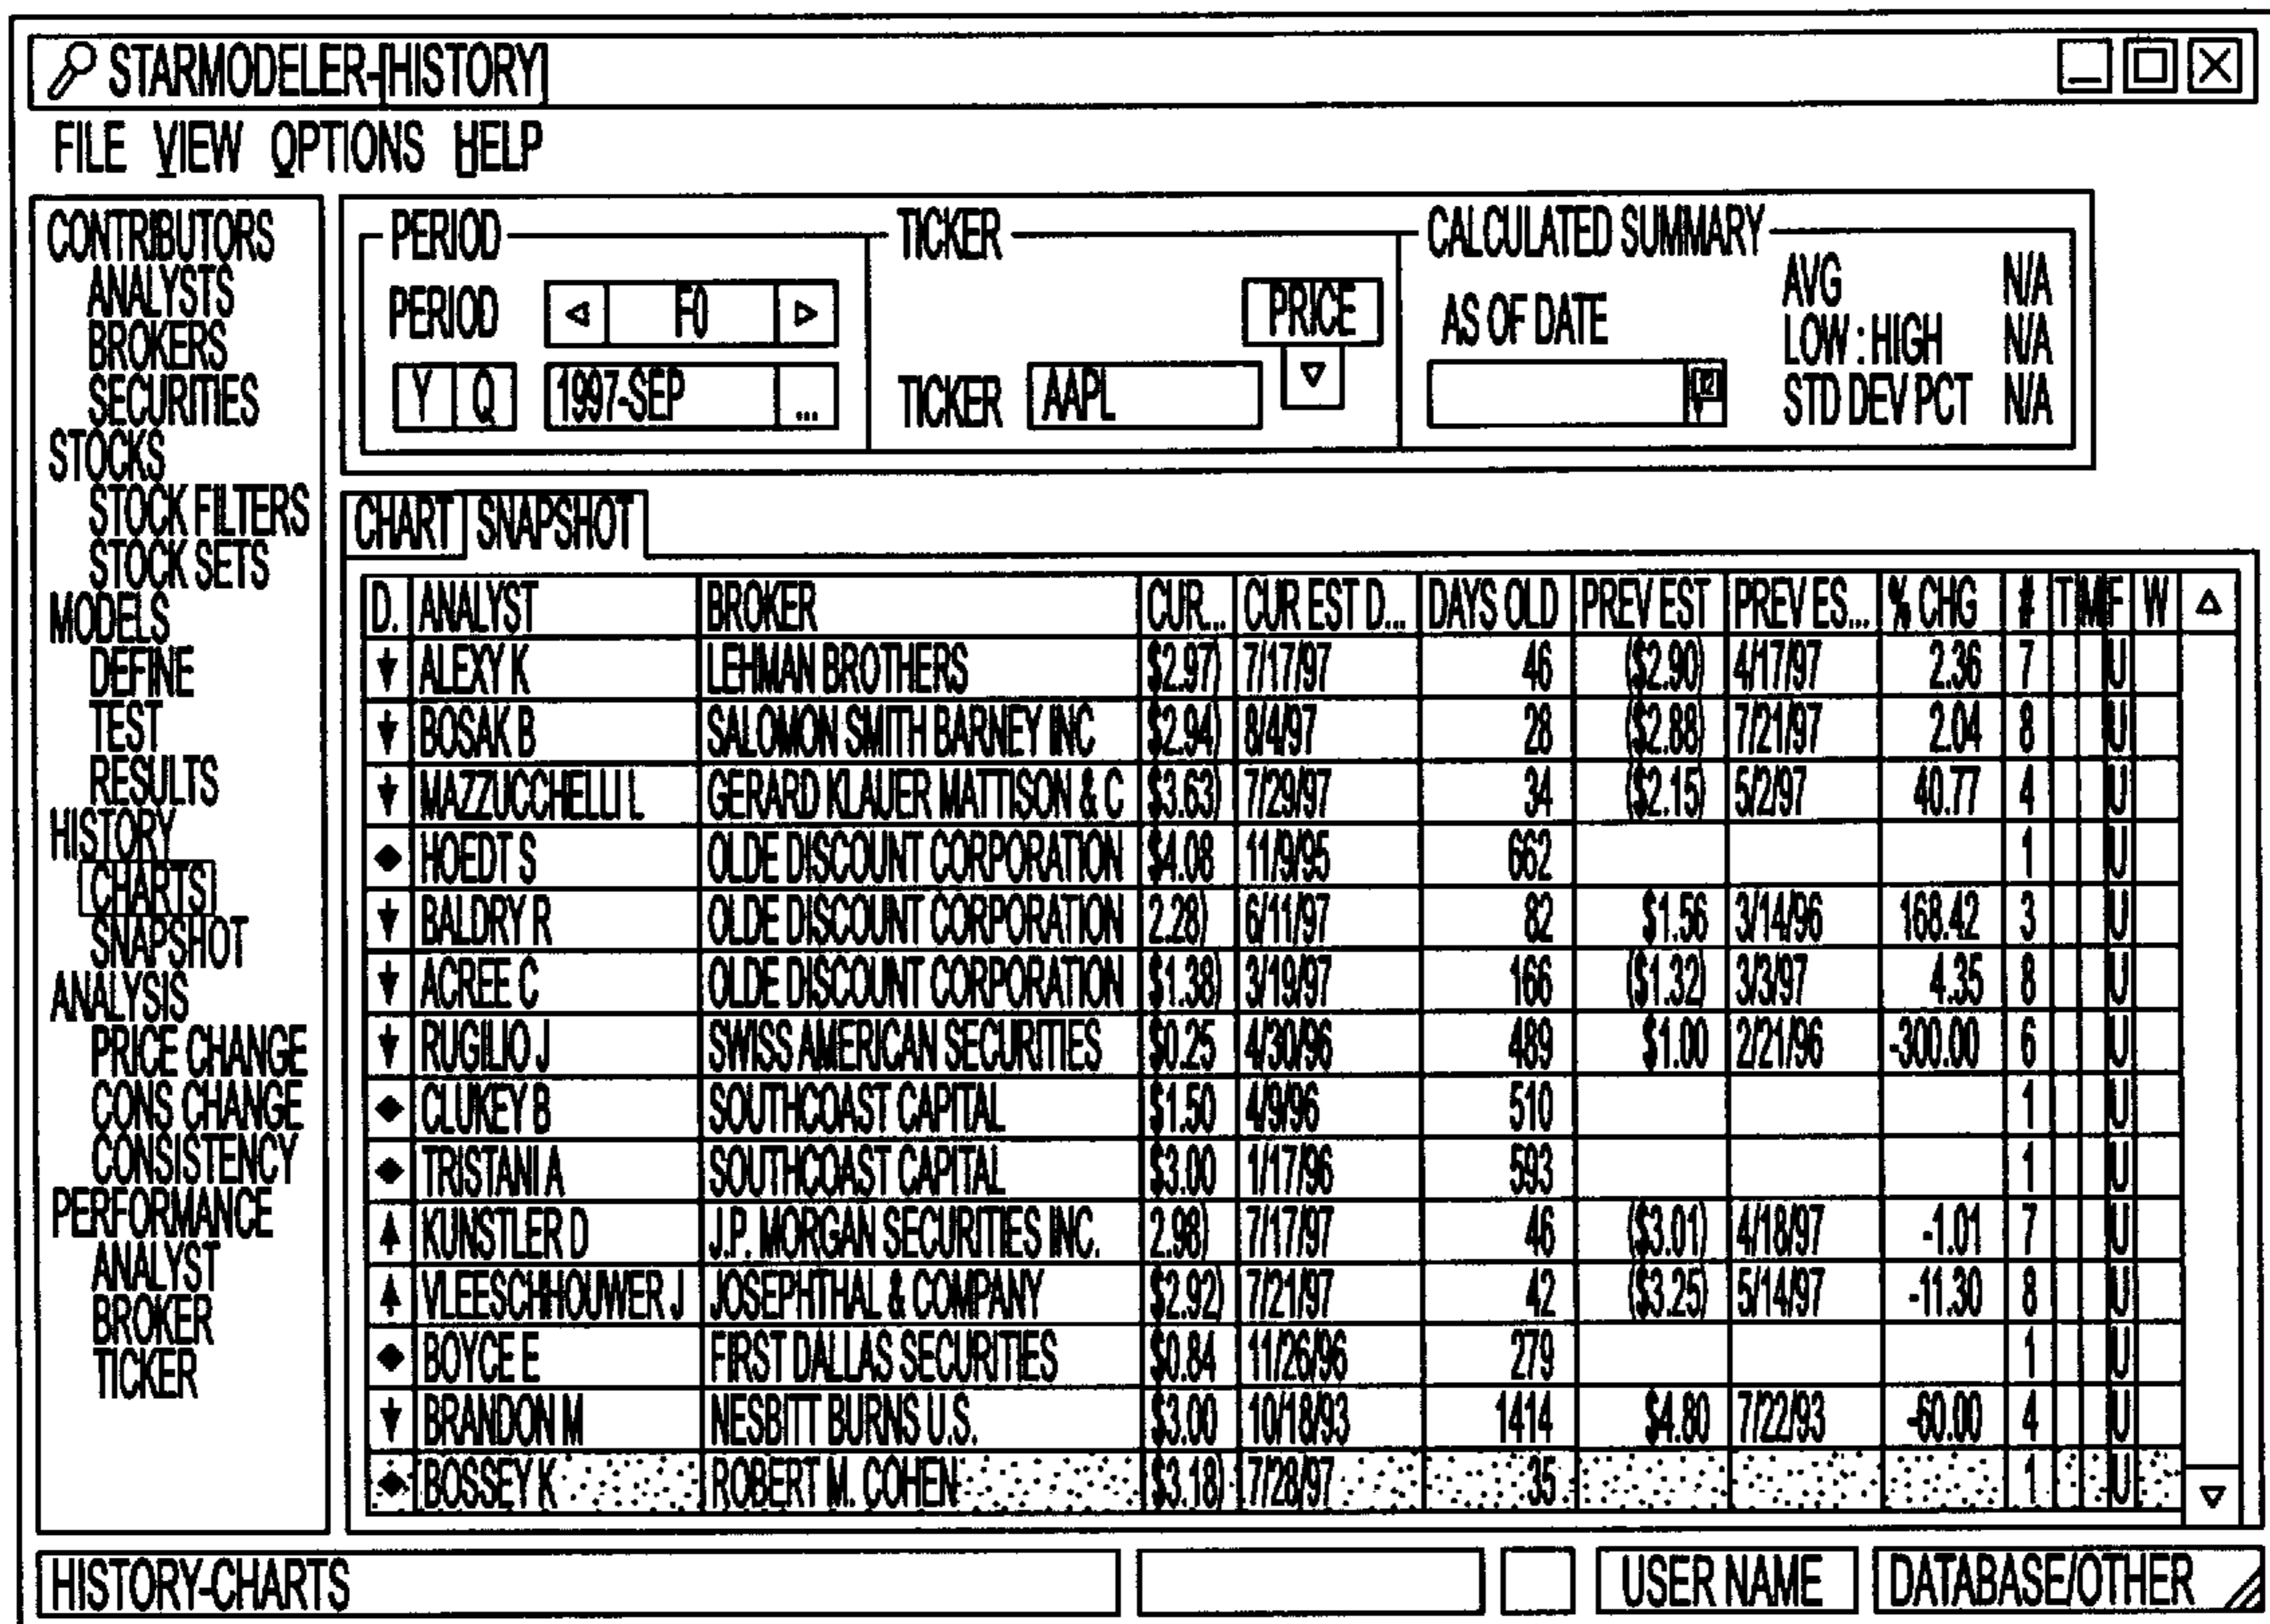 STARMODELER-[HISTORY]
FILE VIEW OPTIONS HELP
CONTRIBUTORS
ANALYSTS
BROKERS
SECURITIES
STOCKS
STOCK FILTERS
STOCK SETS
MODELS
DEFINE
TEST
RESULTS
HISTORY
CHARTS
SNAPSHOT
ANALYSIS
PRICE CHANGE
CONS CHANGE
CONSISTENCY
PERFORMANCE
ANALYST
BROKER
TICKER
PERIOD
PERIOD F0
Y Q 1997-SEP ...
TICKER
PRICE
TICKER AAPL
CALCULATED SUMMARY
AS OF DATE
AVG N/A
LOW : HIGH N/A
STD DEV PCT N/A
CHART SNAPSHOT
D. ANALYST BROKER CUR... CUR EST D... DAYS OLD PREV EST PREV ES... % CHG # T M F W
ALEXY K LEHMAN BROTHERS $2.97) 7/17/97 46 ($2.90) 4/17/97 2.36 7 U
BOSAK B SALOMON SMITH BARNEY INC $2.94) 8/4/97 28 ($2.88) 7/21/97 2.04 8 U
MAZZUCCHELLI L GERARD KLAUER MATTISON & C $3.63) 7/29/97 34 ($2.15) 5/2/97 40.77 4 U
HOEDT S OLDE DISCOUNT CORPORATION $4.08 11/9/95 662 1 U
BALDRY R OLDE DISCOUNT CORPORATION 2.28) 6/11/97 82 $1.56 3/14/96 168.42 3 U
ACREE C OLDE DISCOUNT CORPORATION $1.38) 3/19/97 166 ($1.32) 3/3/97 4.35 8 U
RUGILIO J SWISS AMERICAN SECURITIES $0.25 4/30/96 489 $1.00 2/21/96 -300.00 6 U
CLUKEY B SOUTHCOAST CAPITAL $1.50 4/9/96 510 1 U
TRISTANI A SOUTHCOAST CAPITAL $3.00 1/17/96 593 1 U
KUNSTLER D J.P. MORGAN SECURITIES INC. 2.98) 7/17/97 46 ($3.01) 4/18/97 -1.01 7 U
VLEESCHHOUWER J JOSEPHTHAL & COMPANY $2.92) 7/21/97 42 ($3.25) 5/14/97 -11.30 8 U
BOYCE E FIRST DALLAS SECURITIES $0.84 11/26/96 279 1 U
BRANDON M NESBITT BURNS U.S. $3.00 10/18/93 1414 $4.80 7/22/93 -60.00 4 U
BOSSEY K ROBERT M. COHEN $3.18) 7/28/97 35 1 U
HISTORY-CHARTS USER NAME DATABASE/OTHER